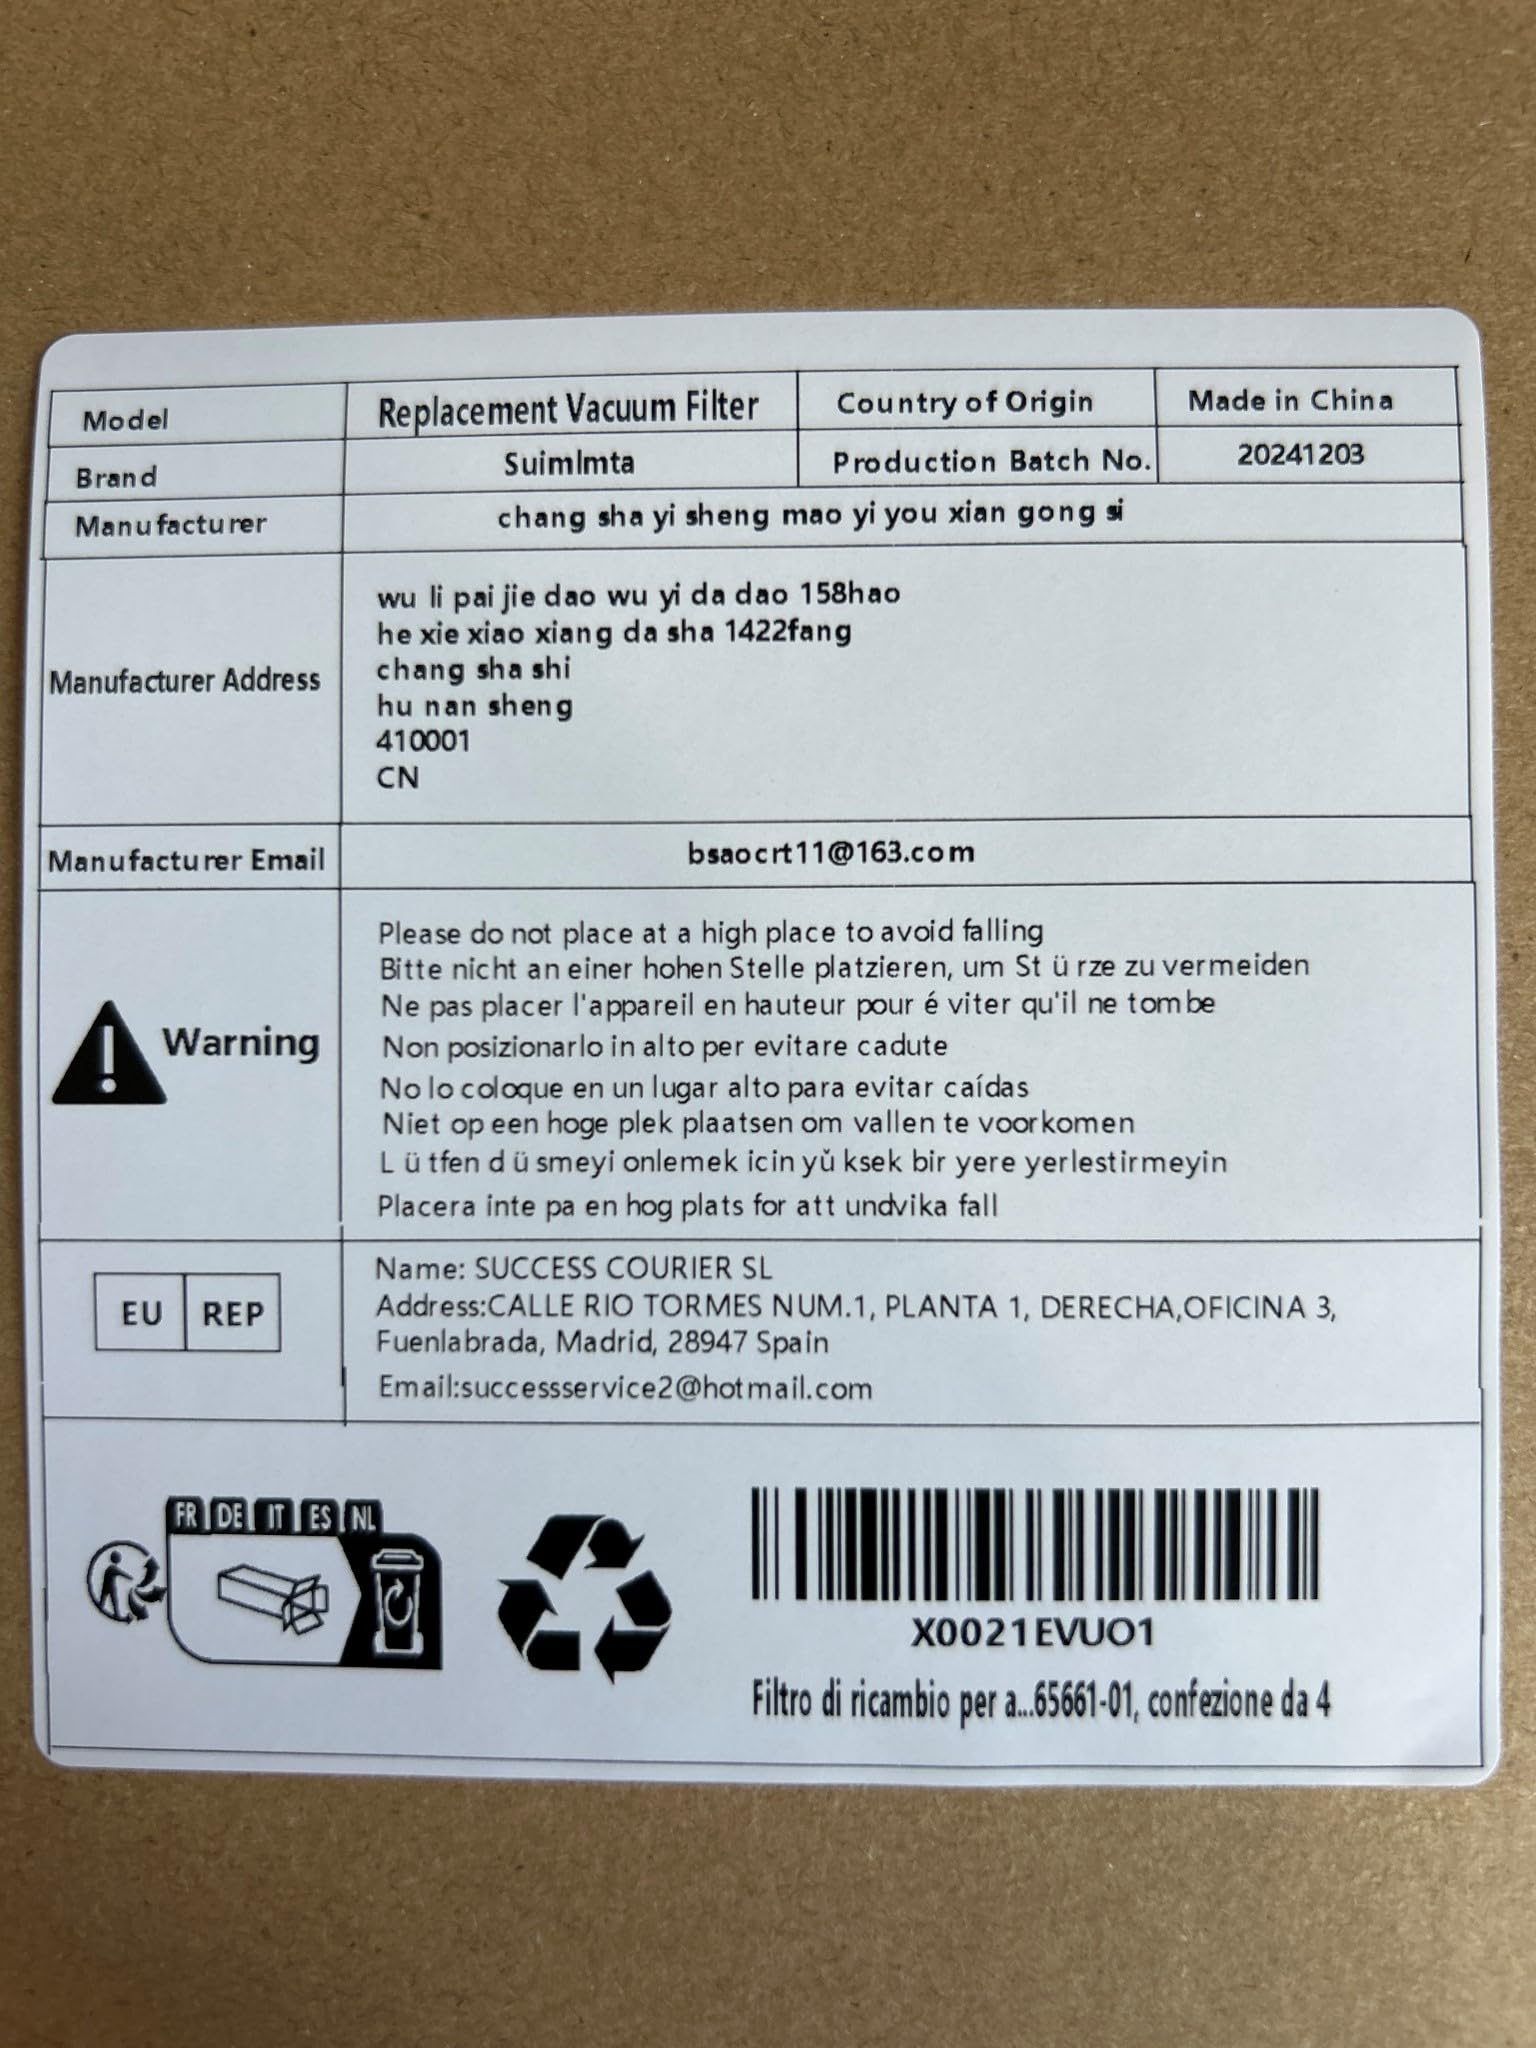 Model Replacement Vacuum Filter Country of Origin Made in China
Brand Suimlmta Production Batch No. 20241203
Manufacturer chang sha yi sheng mao yi you xian gong si
Manufacturer Address
wu li pai jie dao wu yi da dao 158hao
he xie xiao xiang da sha 1422fang
chang sha shi
hu nan sheng
410001
CN
Manufacturer Email bsaocrt11@163.com
Warning
Please do not place at a high place to avoid falling
Bitte nicht an einer hohen Stelle platzieren, um St ü rze zu vermeiden
Ne pas placer l'appareil en hauteur pour é viter qu'il ne tombe
Non posizionarlo in alto per evitare cadute
No lo coloque en un lugar alto para evitar caídas
Niet op een hoge plek plaatsen om vallen te voorkomen
L ü tfen d ü smeyi onlemek icin yǔ ksek bir yere yerlestirmeyin
Placera inte pa en hog plats for att undvika fall
EU REP
Name: SUCCESS COURIER SL
Address:CALLE RIO TORMES NUM.1, PLANTA 1, DERECHA,OFICINA 3,
Fuenlabrada, Madrid, 28947 Spain
Email:successservice2@hotmail.com
FR DE IT ES NL
X0021EVUO1
Filtro di ricambio per a...65661-01, confezione da 4